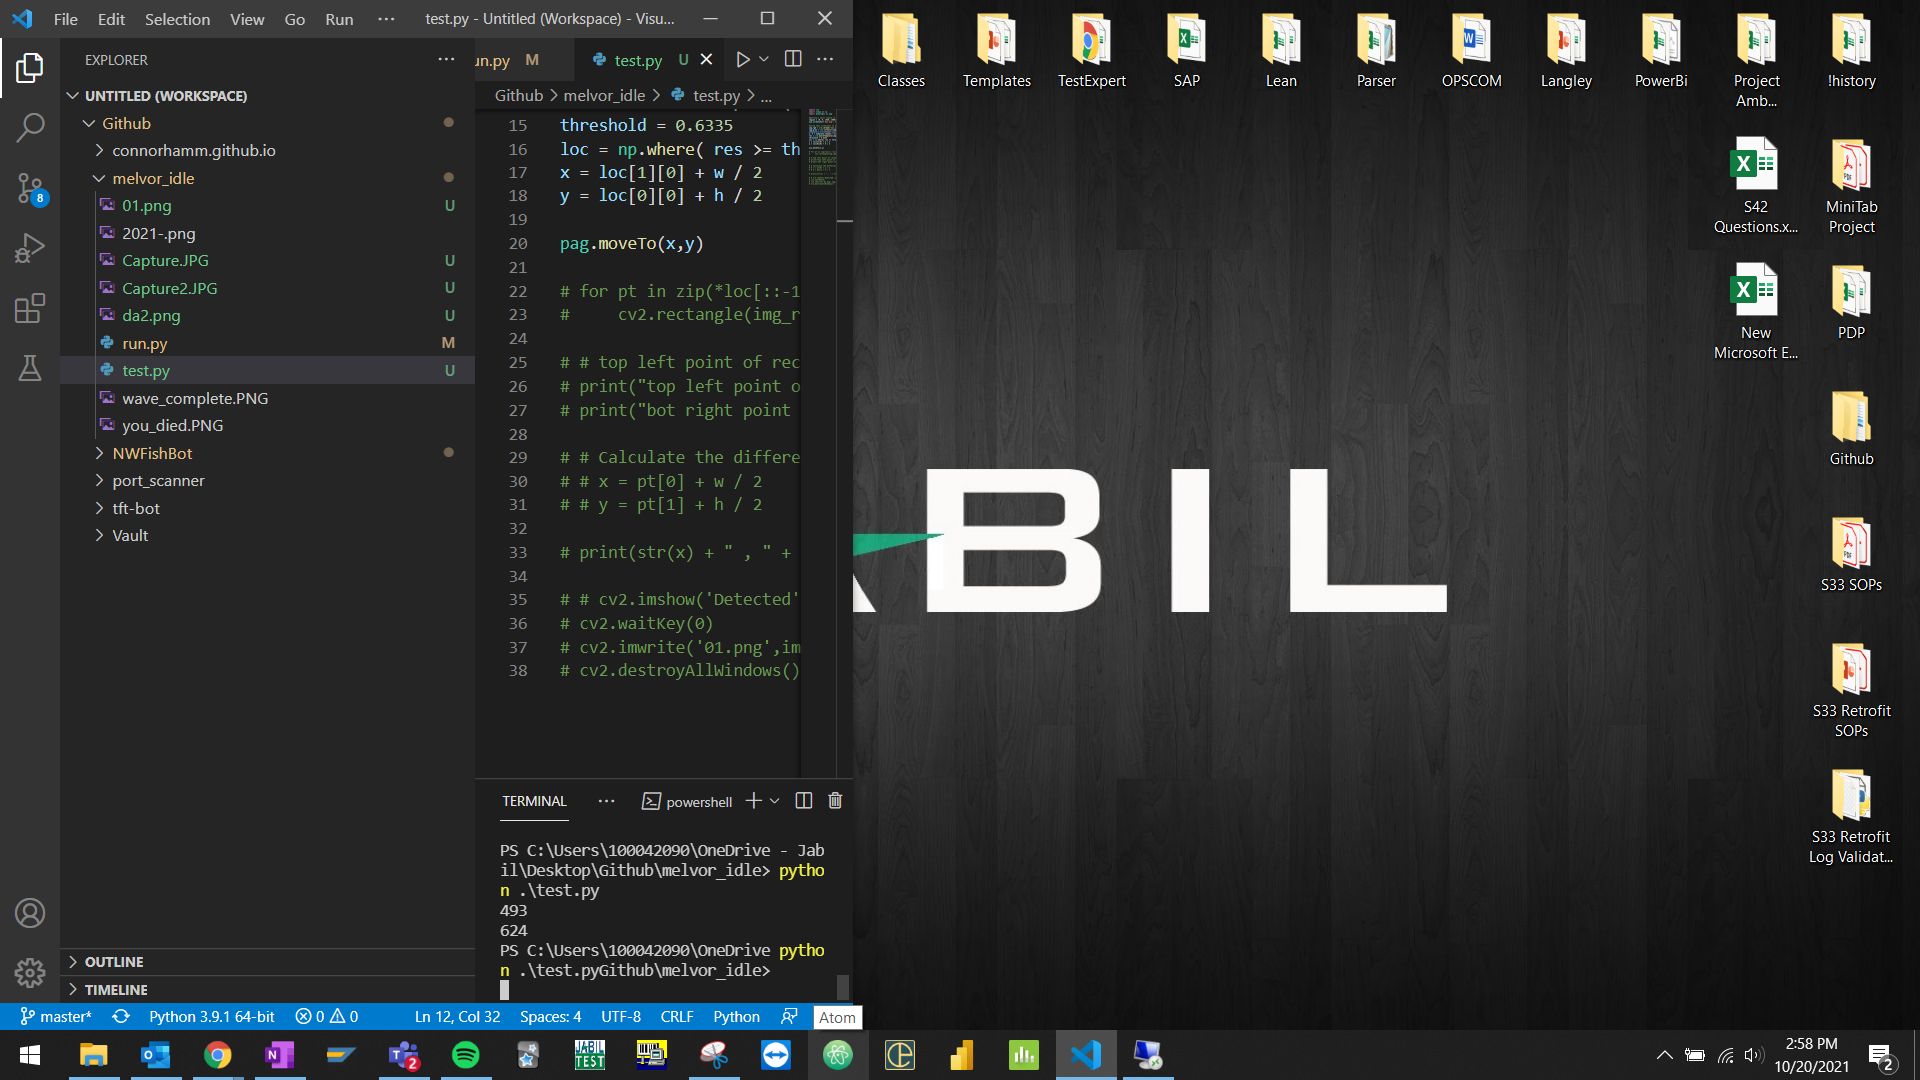 File Edit Selection View Go Run ··· test.py - Untitled (Workspace) - Visu...
EXPLORER
UNTITLED (WORKSPACE)
Github
connorhamm.github.io
melvor_idle
01.png U
2021-.png
Capture.JPG U
Capture2.JPG U
da2.png U
run.py M
test.py U
wave_complete.PNG
you_died.PNG
NWFishBot
port_scanner
tft-bot
Vault
OUTLINE
TIMELINE
8
un.py M test.py U
Github > melvor_idle > test.py > ...
15 threshold = 0.6335
16 loc = np.where( res >= th
17 x = loc[1][0] + w / 2
18 y = loc[0][0] + h / 2
19
20 pag.moveTo(x,y)
21
22 # for pt in zip(*loc[::-1
23 #     cv2.rectangle(img_r
24
25 # # top left point of rec
26 # print("top left point o
27 # print("bot right point
28
29 # # Calculate the differe
30 # # x = pt[0] + w / 2
31 # # y = pt[1] + h / 2
32
33 # print(str(x) + " , " +
34
35 # # cv2.imshow('Detected'
36 # cv2.waitKey(0)
37 # cv2.imwrite('01.png',im
38 # cv2.destroyAllWindows()
TERMINAL ··· powershell
PS C:\Users\100042090\OneDrive - Jab
il\Desktop\Github\melvor_idle> pytho
n .\test.py
493
624
PS C:\Users\100042090\OneDrive pytho
n .\test.pyGithub\melvor_idle>
master* Python 3.9.1 64-bit 0 0 Ln 12, Col 32 Spaces: 4 UTF-8 CRLF Python
Atom
Classes Templates TestExpert SAP Lean Parser OPSCOM Langley PowerBi Project Amb... !history
S42 Questions.x...
MiniTab Project
New Microsoft E...
PDP
Github
S33 SOPs
S33 Retrofit SOPs
S33 Retrofit Log Validat...
ABIL
2
JABIL
TEST
2:58 PM
10/20/2021
2